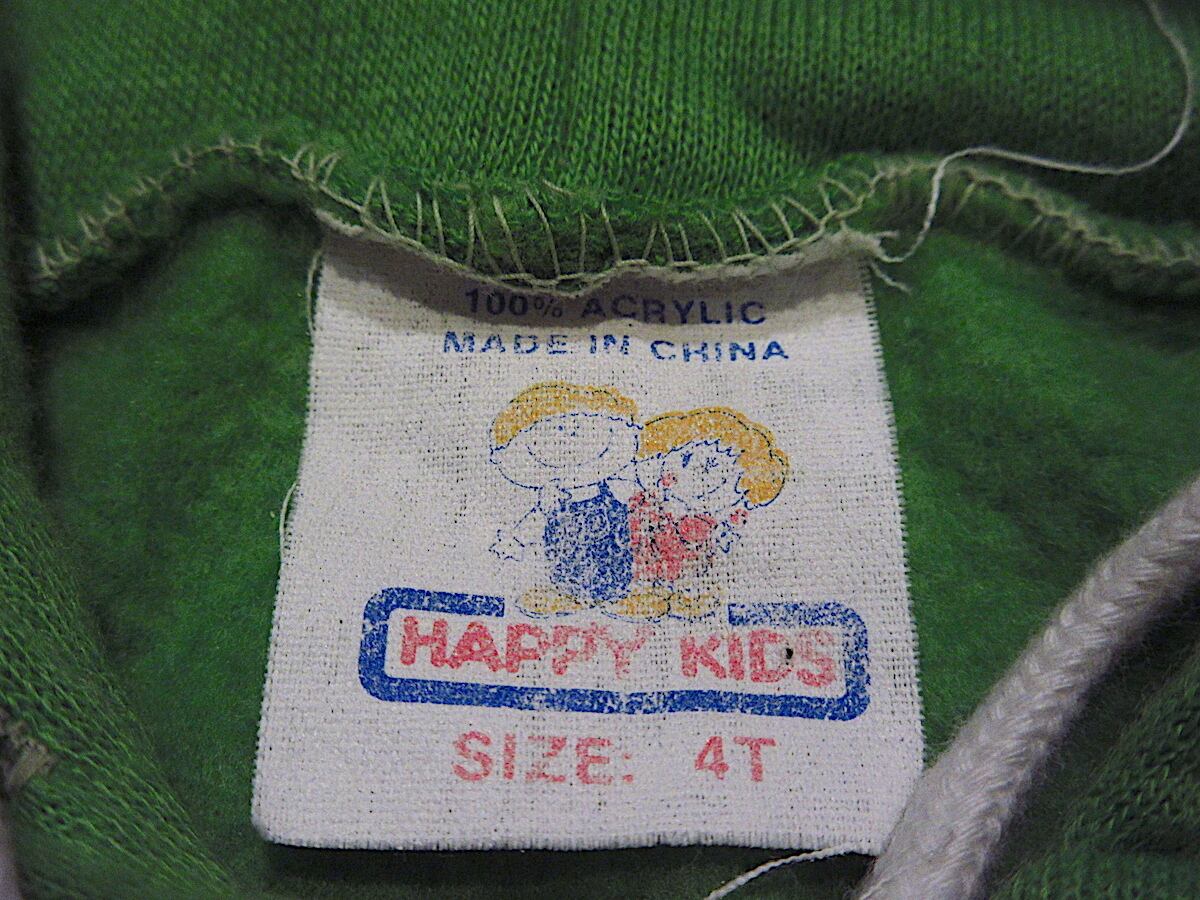 100% ACRYLIC
MADE IN CHINA
HAPPY KIDS
SIZE: 4T